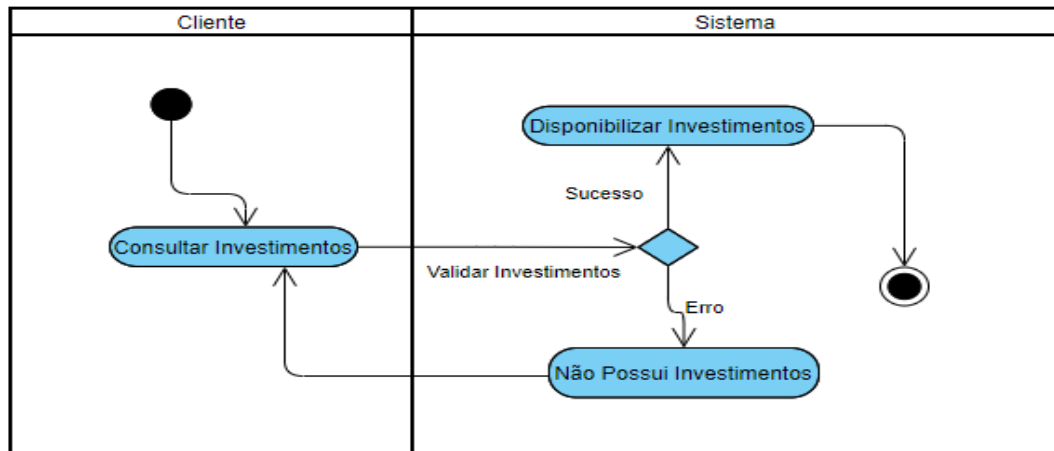 Cliente
Sistema
Disponibilizar Investimentos
Sucesso
Consultar Investimentos
Validar Investimentos
Erro
Não Possui Investimentos